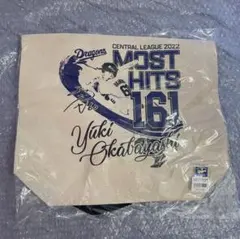 Dragons
CENTRAL LEAGUE 2022
MOST
HITS
161
Yuki
Okabayashi